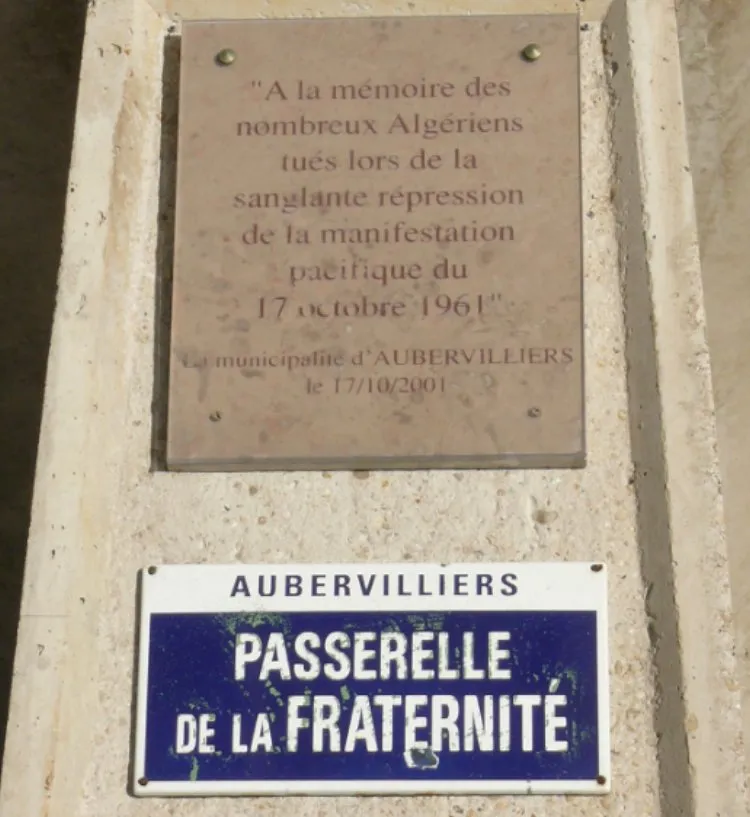 "A la mémoire des
nombreux Algériens
tués lors de la
sanglante répression
de la manifestation
pacifique du
17 octobre 1961"
La municipalité d'AUBERVILLIERS
le 17/10/2001
AUBERVILLIERS
PASSERELLE
DE LA FRATERNITÉ